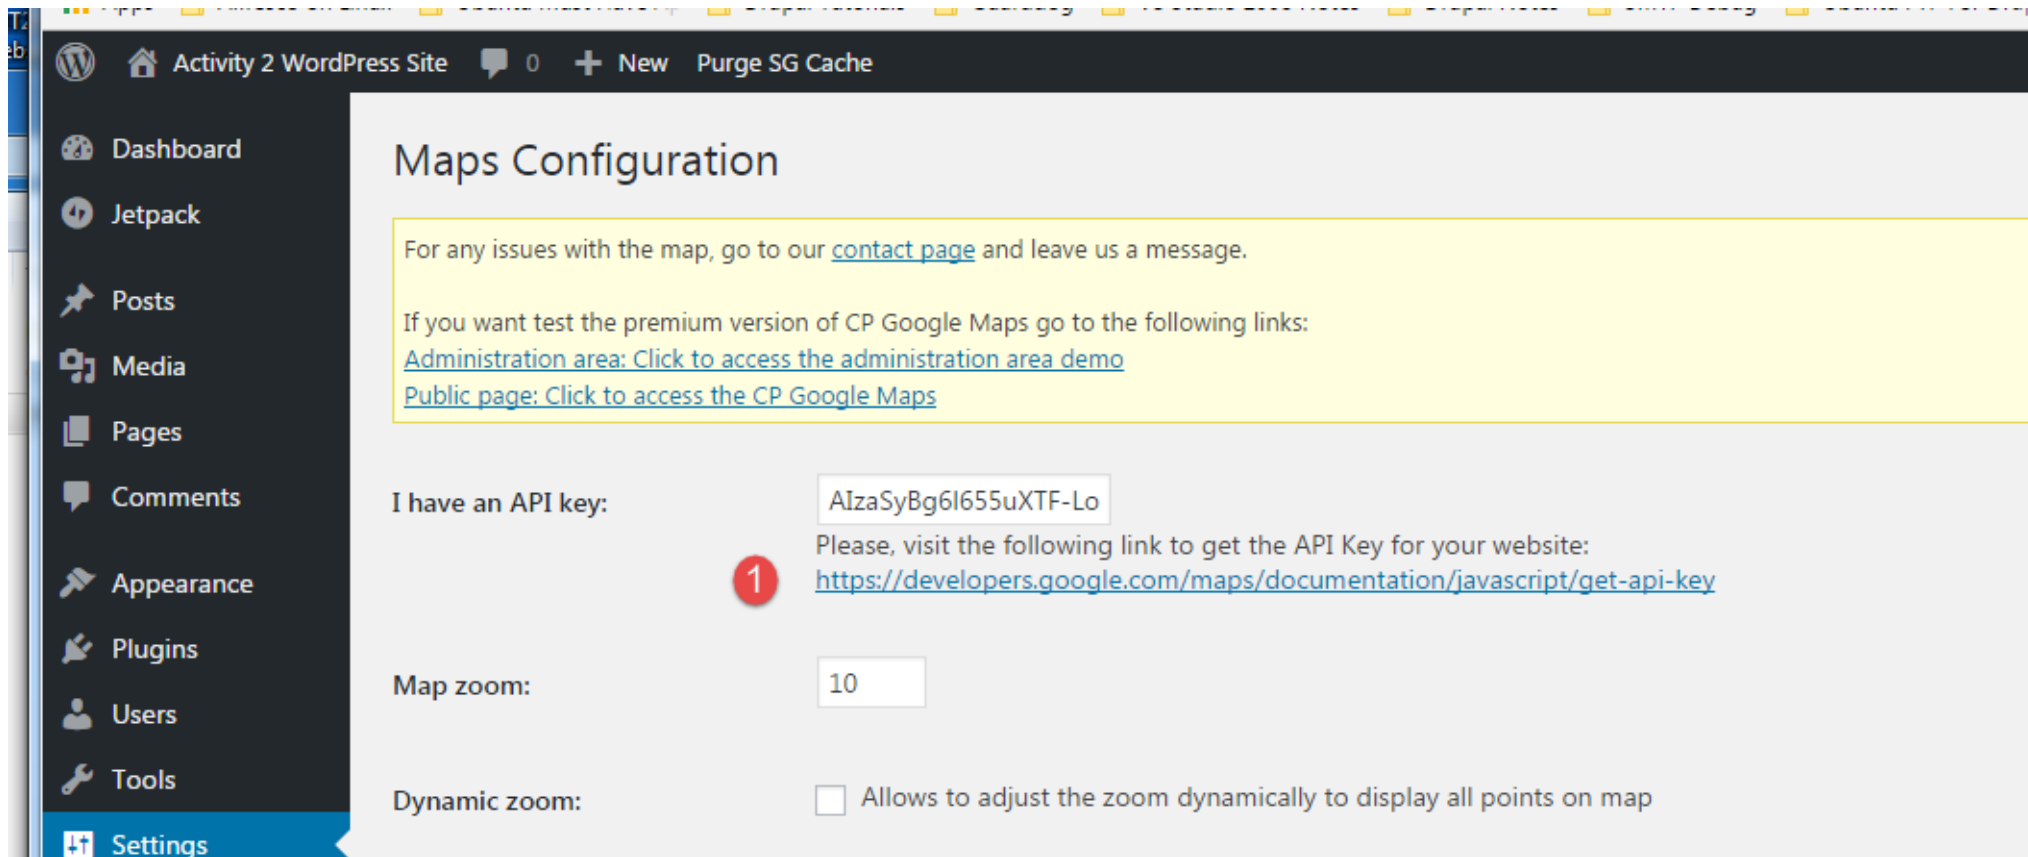 Activity 2 WordPress Site 0 New Purge SG Cache
Dashboard
Jetpack
Posts
Media
Pages
Comments
Appearance
Plugins
Users
Tools
Settings
Maps Configuration
For any issues with the map, go to our contact page and leave us a message.
If you want test the premium version of CP Google Maps go to the following links:
Administration area: Click to access the administration area demo
Public page: Click to access the CP Google Maps
I have an API key: AIzaSyBg6l655uXTF-Lo
Please, visit the following link to get the API Key for your website:
1 https://developers.google.com/maps/documentation/javascript/get-api-key
Map zoom: 10
Dynamic zoom: Allows to adjust the zoom dynamically to display all points on map